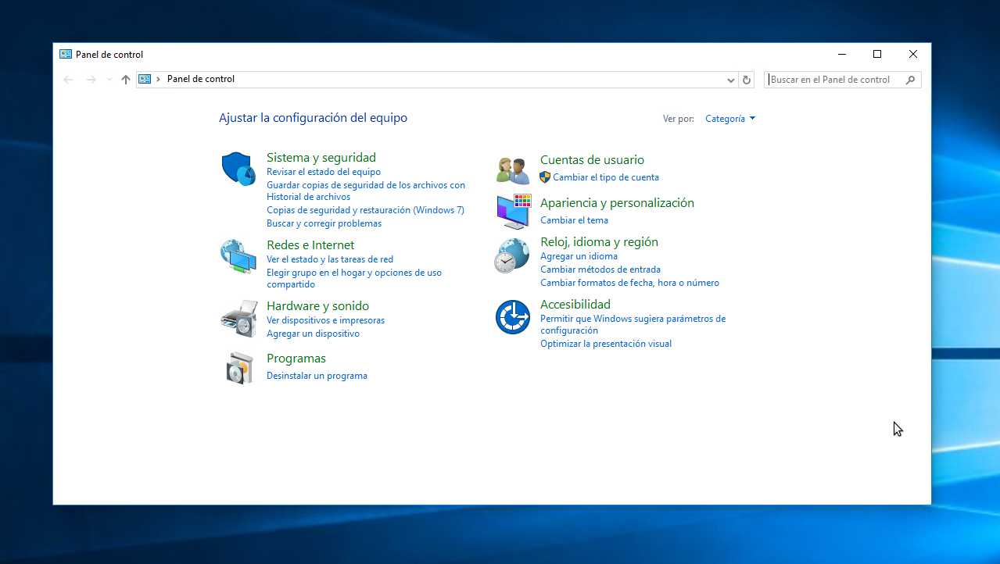 Panel de control
Panel de control
Buscar en el Panel de control
Ajustar la configuración del equipo
Ver por:
Categoría
Sistema y seguridad
Revisar el estado del equipo
Guardar copias de seguridad de los archivos con
Historial de archivos
Copias de seguridad y restauración (Windows 7)
Buscar y corregir problemas
Redes e Internet
Ver el estado y las tareas de red
Elegir grupo en el hogar y opciones de uso
compartido
Hardware y sonido
Ver dispositivos e impresoras
Agregar un dispositivo
Programas
Desinstalar un programa
Cuentas de usuario
Cambiar el tipo de cuenta
Apariencia y personalización
Cambiar el tema
Reloj, idioma y región
Agregar un idioma
Cambiar métodos de entrada
Cambiar formatos de fecha, hora o número
Accesibilidad
Permitir que Windows sugiera parámetros de
configuración
Optimizar la presentación visual